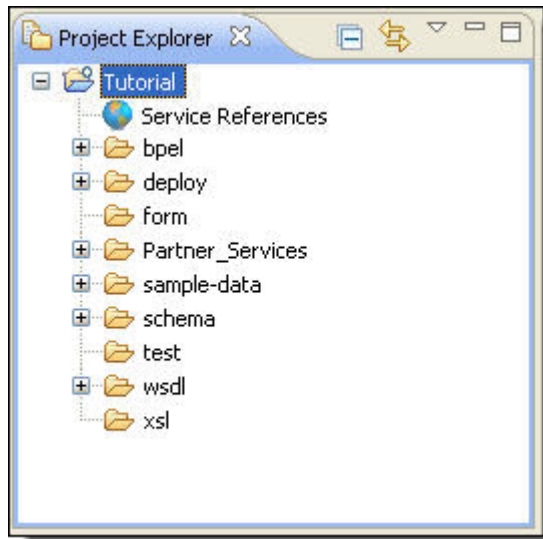 Project Explorer
Tutorial
Service References
bpel
deploy
form
Partner_Services
sample-data
schema
test
wsdl
xsl